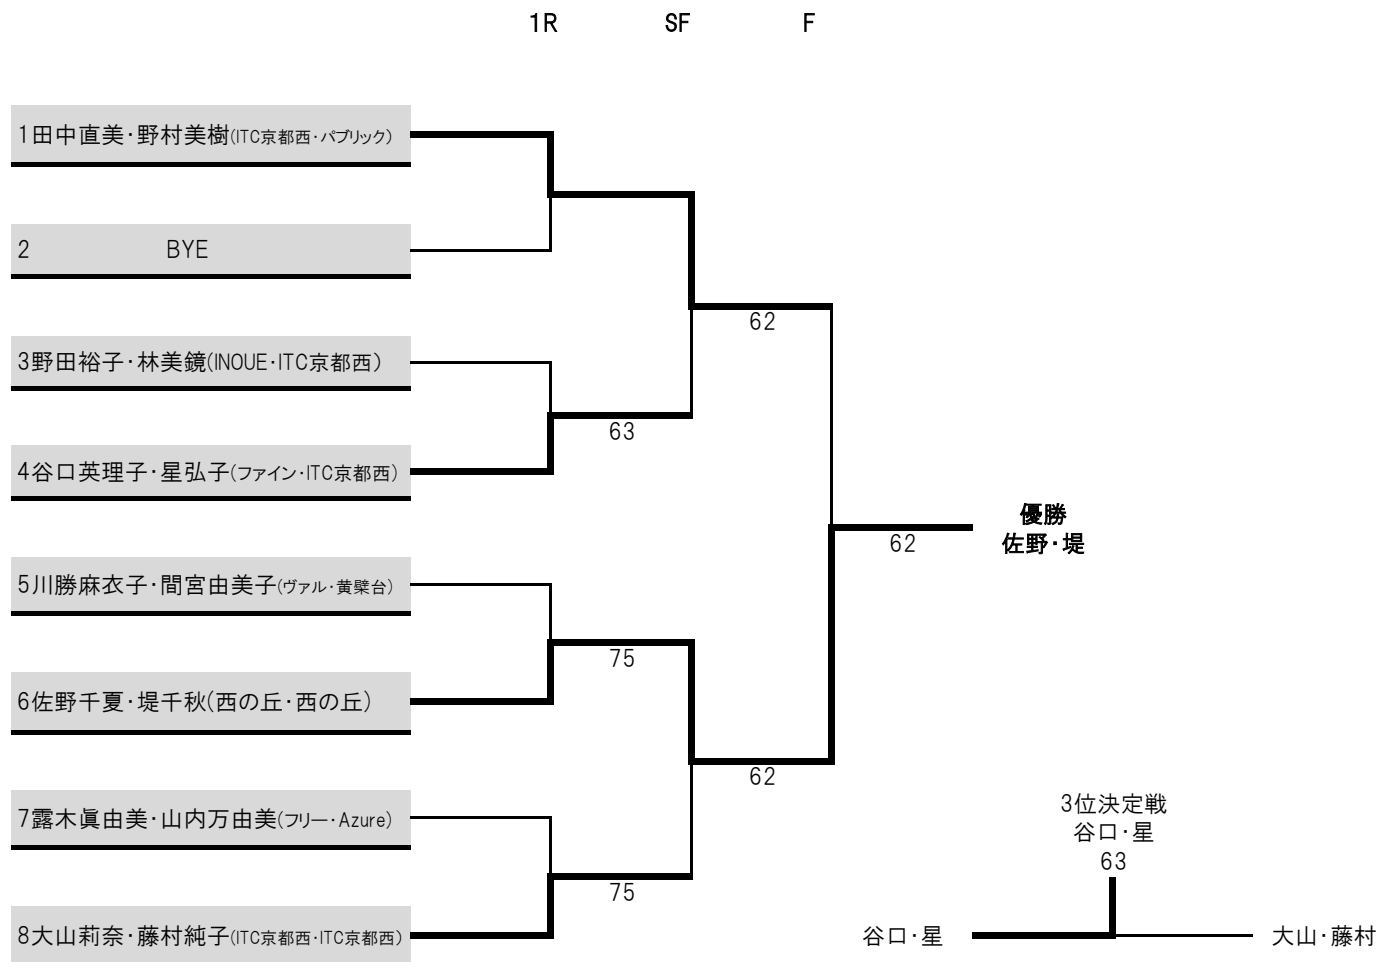 1R SF F
1田中直美・野村美樹(ITC京都西・パブリック)
2 BYE
62
3野田裕子・林美鏡(INOUE・ITC京都西)
63
4谷口英理子・星弘子(ファイン・ITC京都西)
優勝
佐野・堤
62
5川勝麻衣子・間宮由美子(ヴァル・黄檗台)
75
6佐野千夏・堤千秋(西の丘・西の丘)
62
7露木眞由美・山内万由美(フリー・Azure)
75
8大山莉奈・藤村純子(ITC京都西・ITC京都西)
3位決定戦
谷口・星
63
谷口・星 大山・藤村